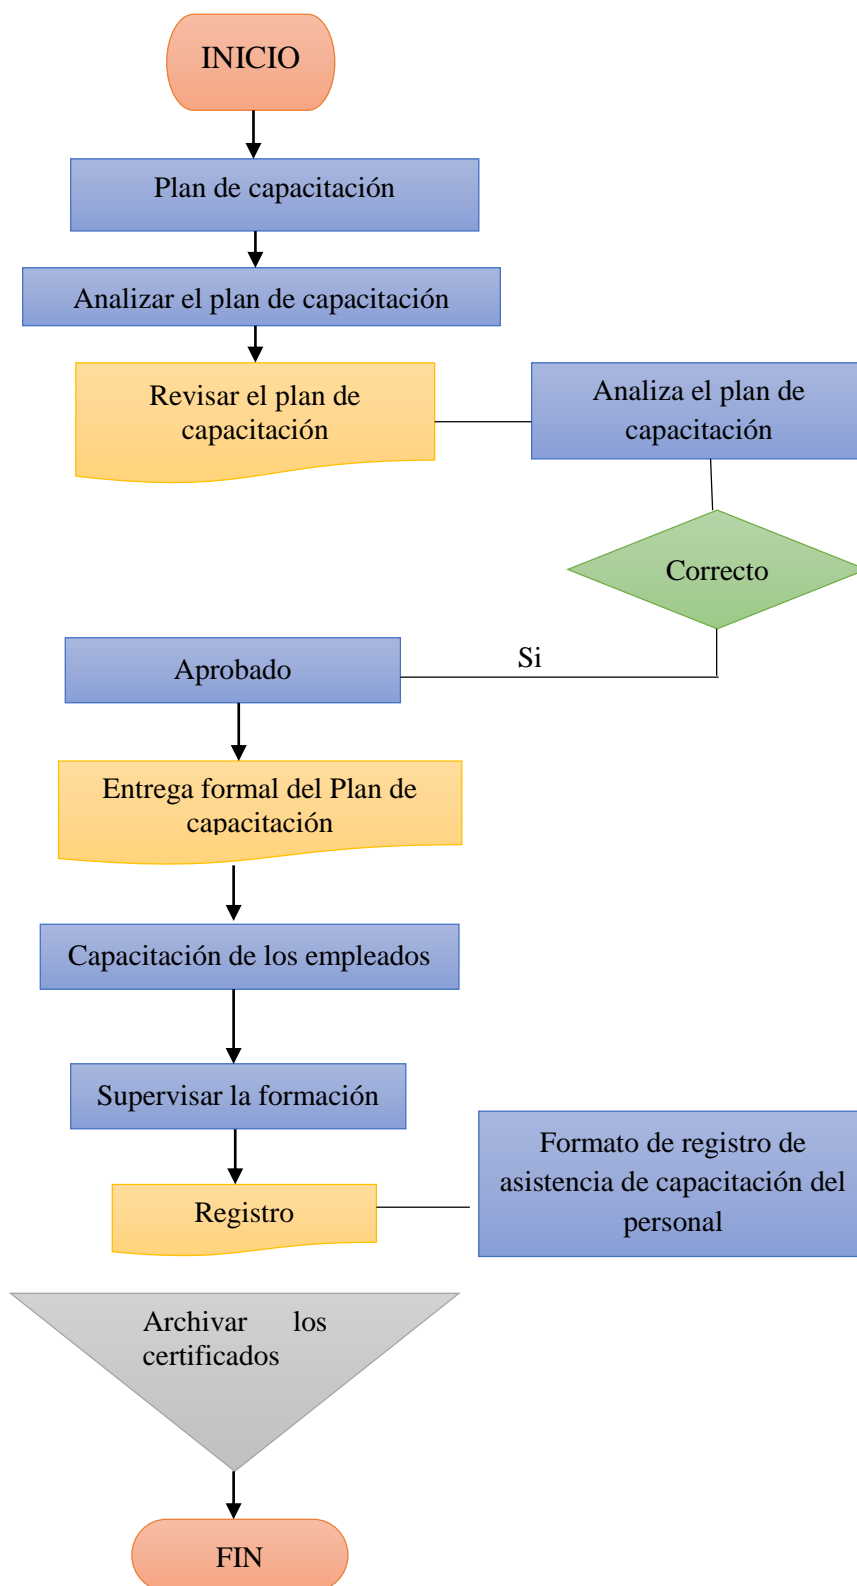 INICIO
Plan de capacitación
Analizar el plan de capacitación
Revisar el plan de
capacitación
Analiza el plan de
capacitación
Correcto
Si
Aprobado
Entrega formal del Plan de
capacitación
Capacitación de los empleados
Supervisar la formación
Registro
Formato de registro de
asistencia de capacitación del
personal
Archivar los
certificados
FIN